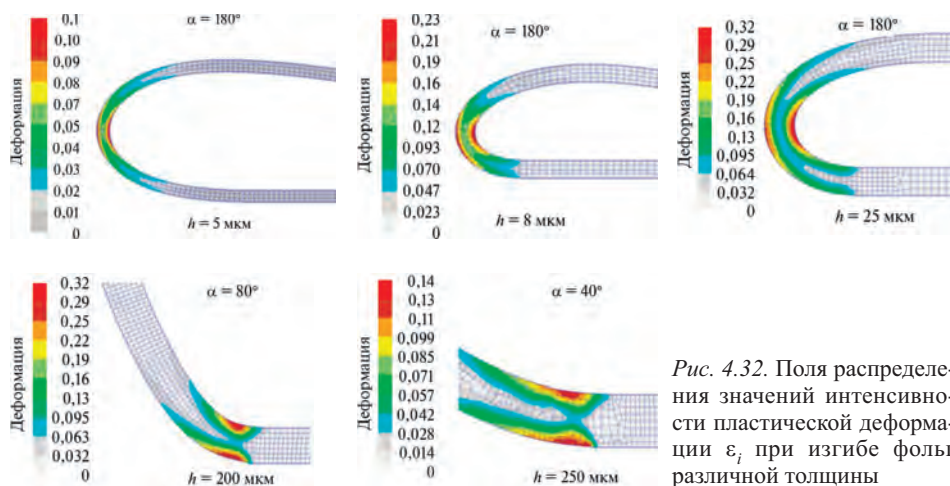 Деформация
0,1
0,10
0,09
0,08
0,07
0,05
0,04
0,03
0,02
0,01
0
α = 180°
h = 5 мкм
Деформация
0,23
0,21
0,19
0,16
0,14
0,12
0,093
0,070
0,047
0,023
0
α = 180°
h = 8 мкм
Деформация
0,32
0,29
0,25
0,22
0,19
0,16
0,13
0,095
0,064
0,032
0
α = 180°
h = 25 мкм
Деформация
0,32
0,29
0,25
0,22
0,19
0,16
0,13
0,095
0,063
0,032
0
α = 80°
h = 200 мкм
Деформация
0,14
0,13
0,11
0,099
0,085
0,071
0,057
0,042
0,028
0,014
0
α = 40°
h = 250 мкм
Рис. 4.32. Поля распределе-
ния значений интенсивно-
сти пластической деформа-
ции εi при изгибе фоль
различной толщины